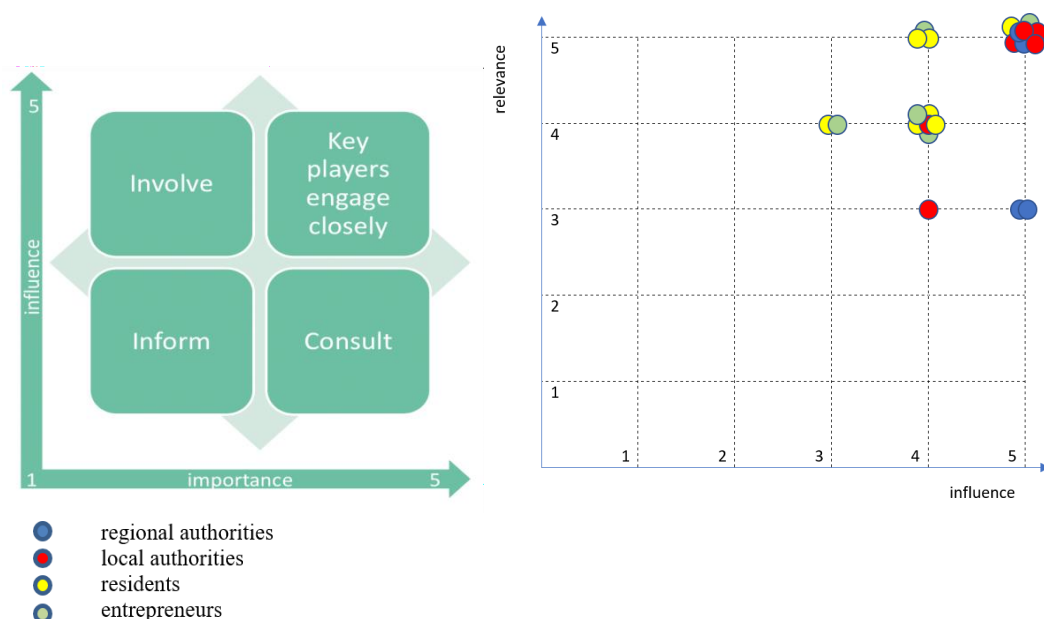 5
influence
Involve
Key
players
engage
closely
Inform
Consult
1
importance
5
regional authorities
local authorities
residents
entrepreneurs
relevance
5
4
3
2
1
1
2
3
4
5
influence